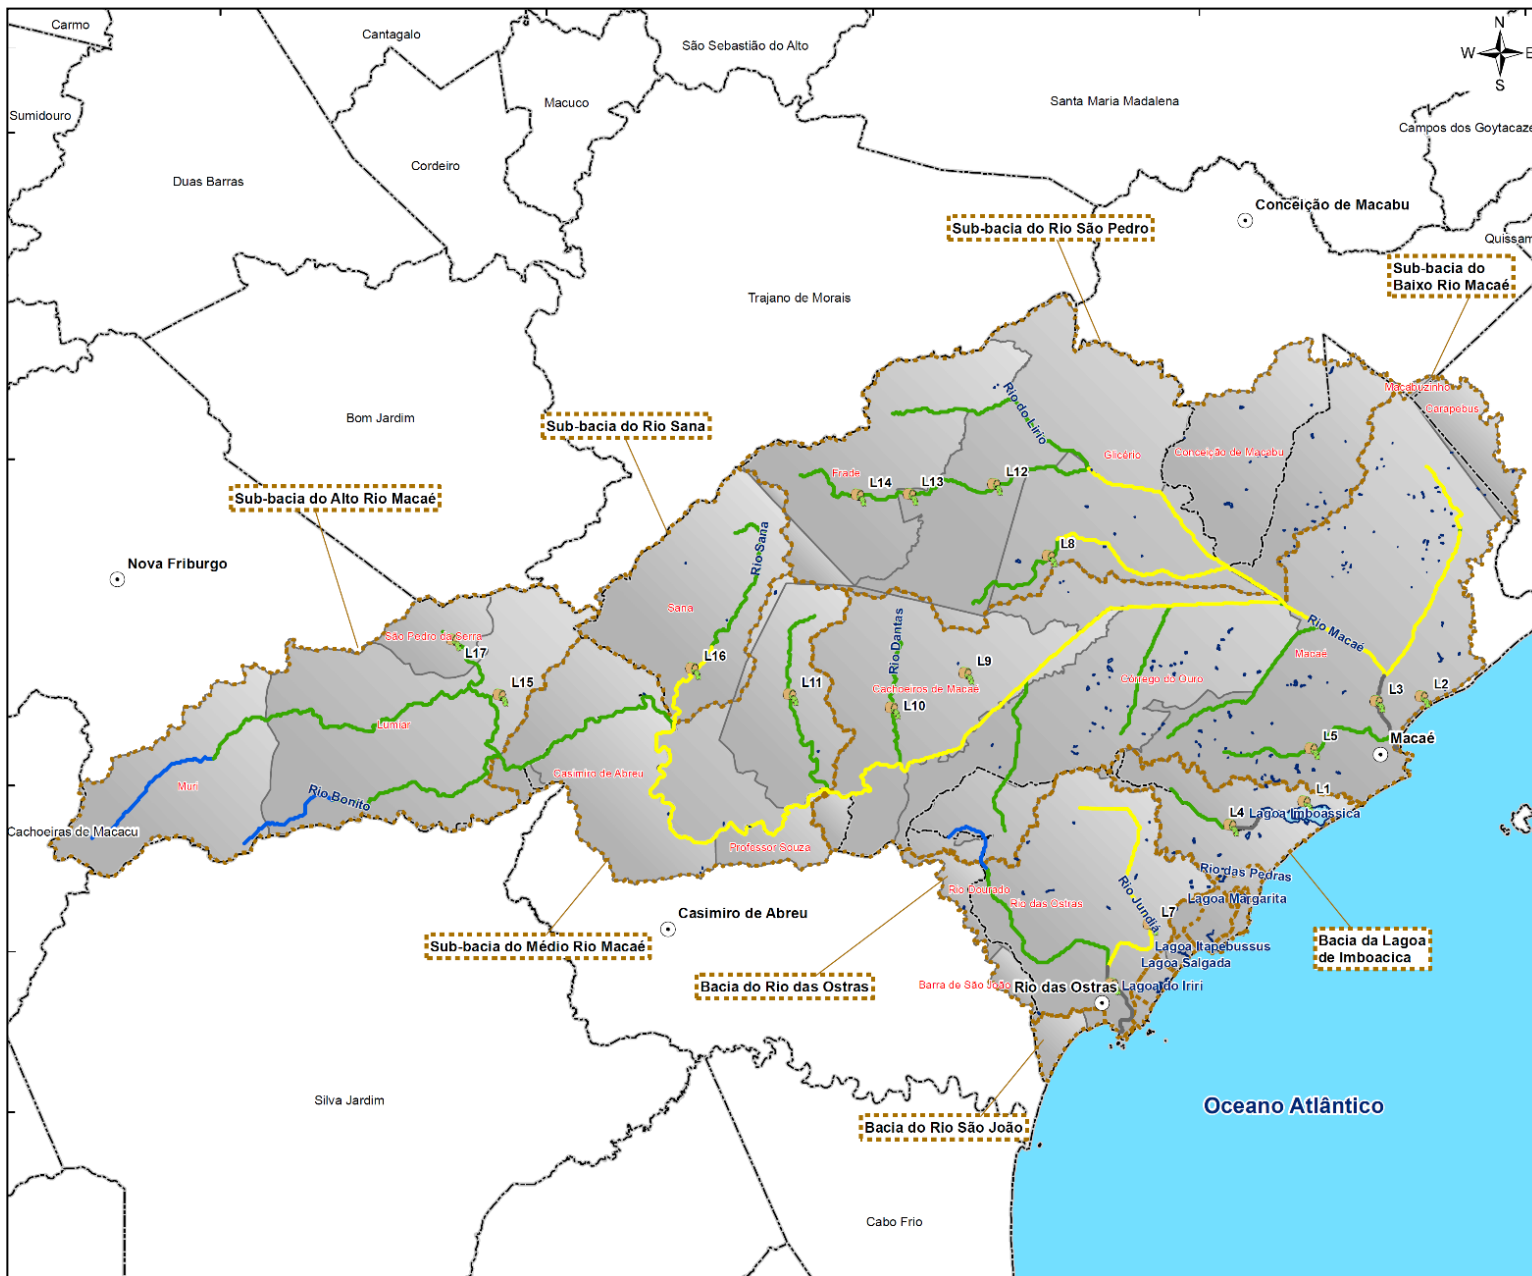 Carmo
Cantagalo
São Sebastião do Alto
N
W
E
S
Sumidouro
Macuco
Santa Maria Madalena
Campos dos Goytacaze
Cordeiro
Duas Barras
Conceição de Macabu
Sub-bacia do Rio São Pedro
Quissam
Sub-bacia do
Baixo Rio Macaé
Trajano de Morais
Macabuzinho
Carapebus
Rio do Lírio
Bom Jardim
Sub-bacia do Rio Sana
Glicério
Conceição de Macabu
Frade
L14
L13
L12
Sub-bacia do Alto Rio Macaé
Rio Sana
L8
Nova Friburgo
Sana
Rio Dantas
Rio Macaé
São Pedro da Serra
L17
L16
L9
Macaé
L15
L11
Cachoeiros de Macaé
L10
Córrego do Ouro
L3
L2
Lumiar
L5
Macaé
Muri
Casimiro de Abreu
Rio Bonito
L1
Lagoa Imboassica
L4
Cachoeiras de Macacu
Professor Souza
Rio das Pedras
Rio Dourado
Rio das Ostras
Rio Jundiá
Lagoa Margarita
L7
Casimiro de Abreu
Sub-bacia do Médio Rio Macaé
Lagoa Itapebussus
Bacia da Lagoa
de Imboacica
Lagoa Salgada
Bacia do Rio das Ostras
Barra de São João
Rio das Ostras
Lagoa do Iriri
Silva Jardim
Oceano Atlântico
Bacia do Rio São João
Cabo Frio